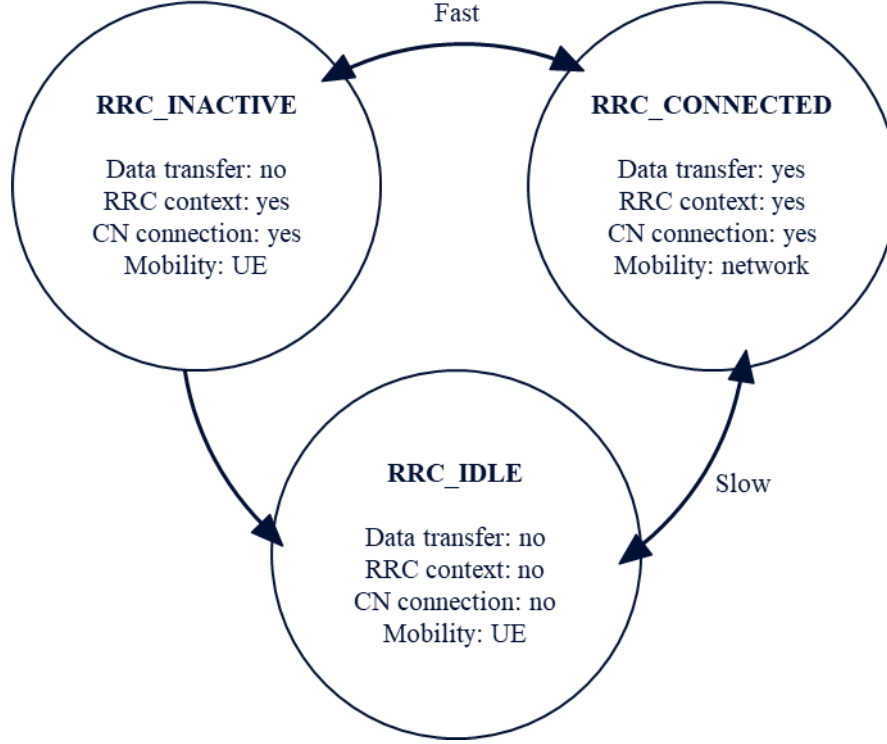 Fast
RRC_INACTIVE
Data transfer: no
RRC context: yes
CN connection: yes
Mobility: UE
RRC_CONNECTED
Data transfer: yes
RRC context: yes
CN connection: yes
Mobility: network
RRC_IDLE
Data transfer: no
RRC context: no
CN connection: no
Mobility: UE
Slow